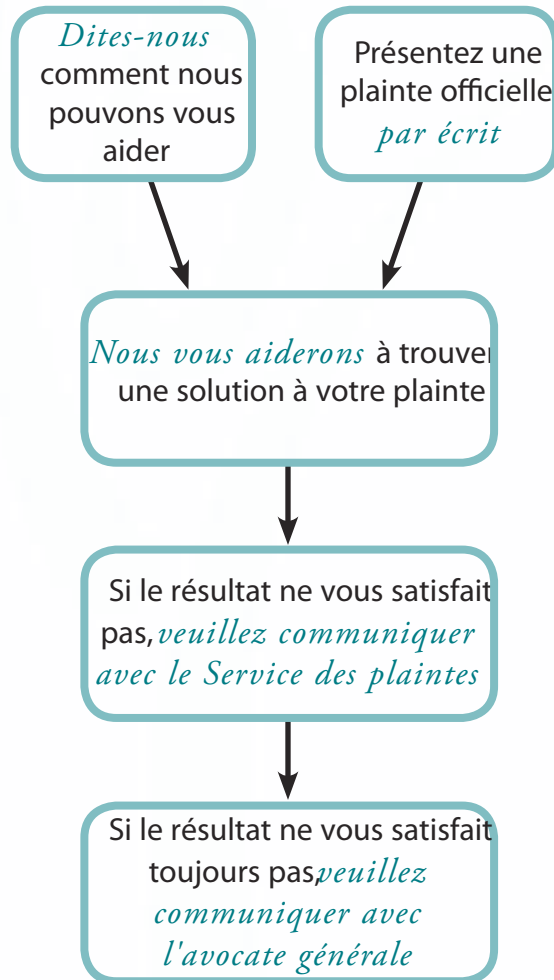 Dites-nous
comment nous
pouvons vous
aider
Présentez une
plainte officielle
par écrit
Nous vous aiderons à trouver
une solution à votre plainte
Si le résultat ne vous satisfait
pas, veuillez communiquer
avec le Service des plaintes
Si le résultat ne vous satisfait
toujours pas, veuillez
communiquer avec
l'avocate générale